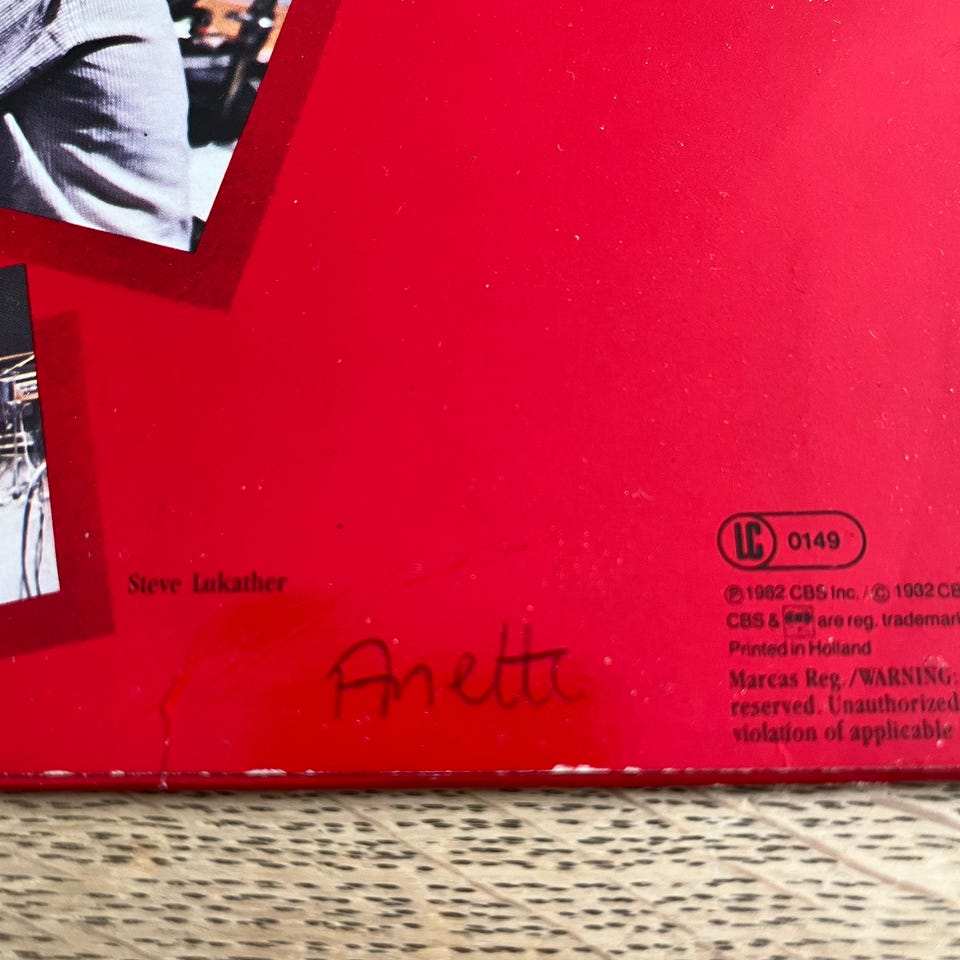 LC 0149
Steve Lukather
℗ 1982 CBS Inc. / © 1982 CB
CBS & are reg. trademar
Printed in Holland
Marcas Reg./WARNING:
reserved. Unauthorized
violation of applicable
Anette